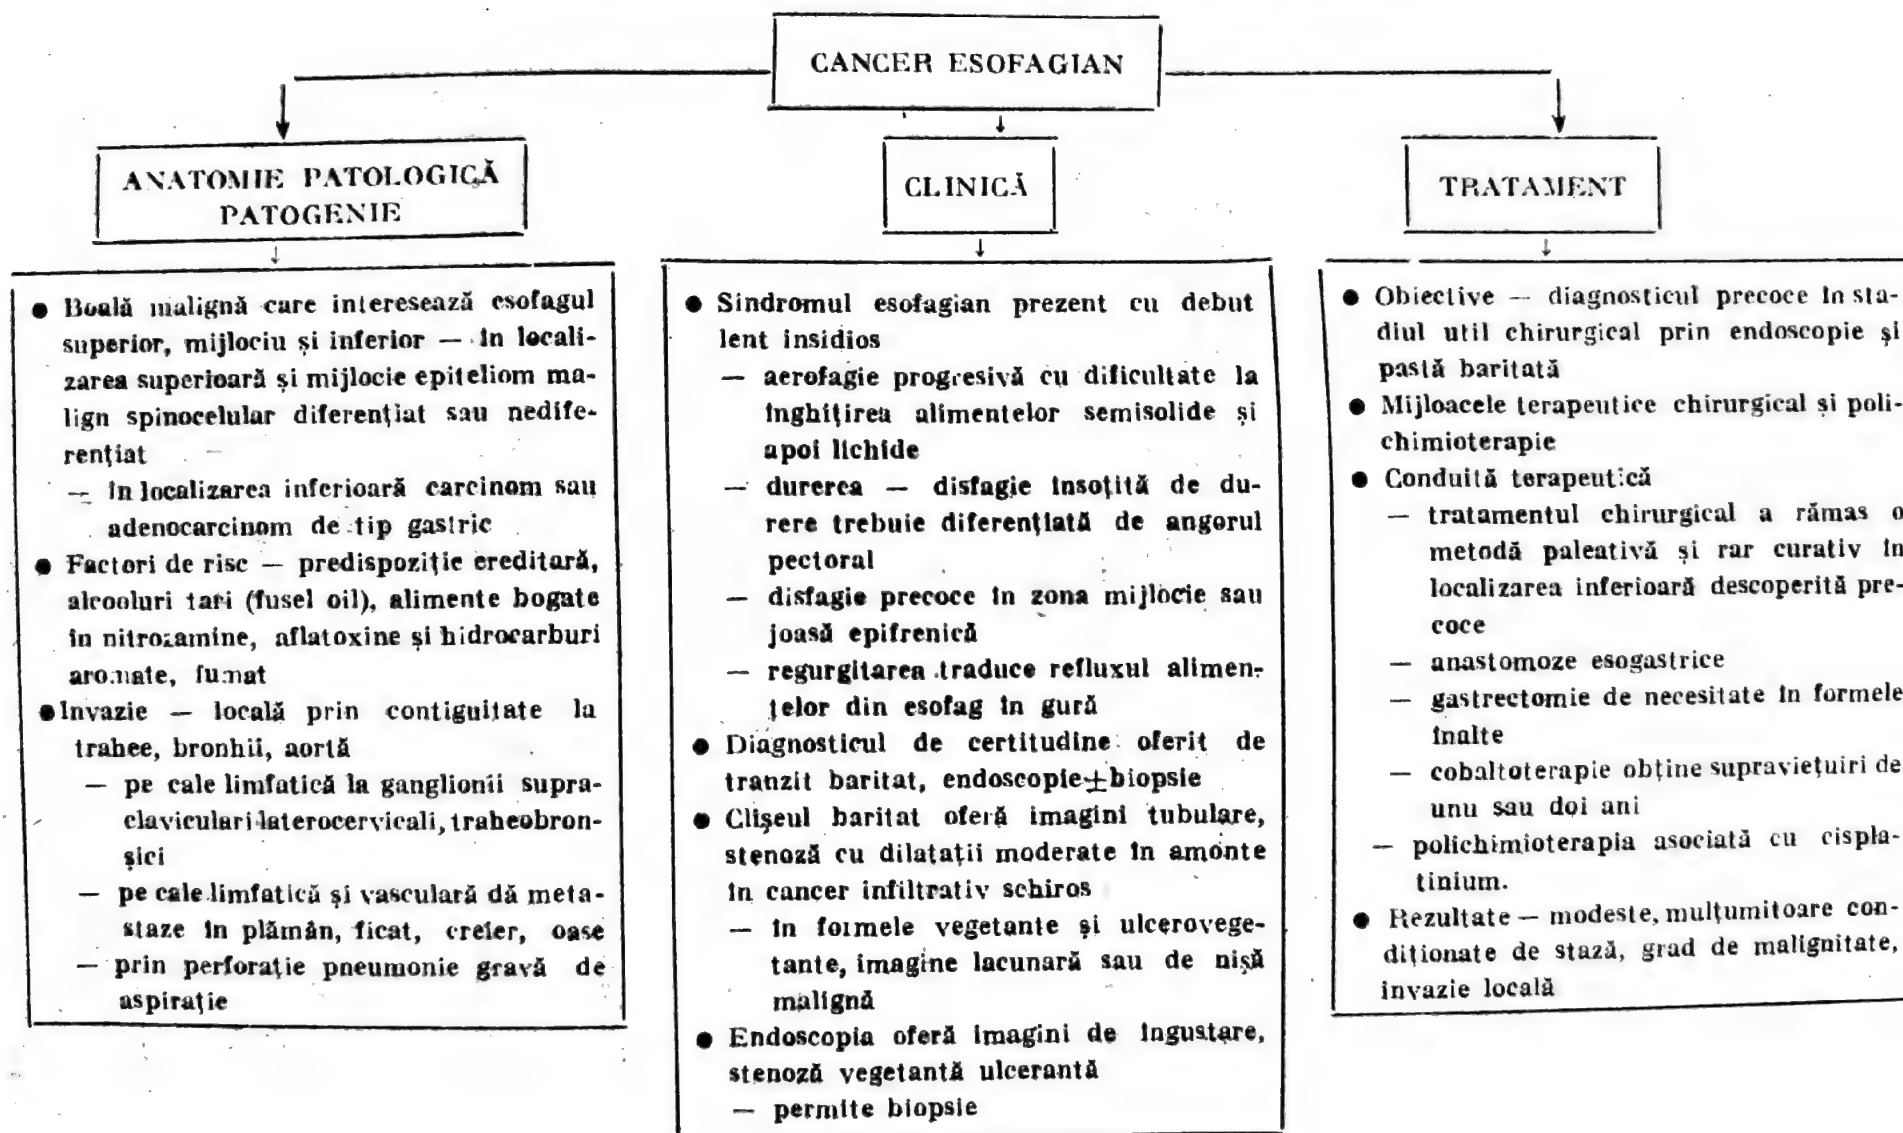 CANCER ESOFAGIAN
ANATOMIE PATOLOGICĂ
PATOGENIE
● Boală malignă care interesează esofagul
superior, mijlociu și inferior — în locali-
zarea superioară și mijlocie epiteliom ma-
lign spinocelular diferențiat sau nedife-
rențiat
— în localizarea inferioară carcinom sau
adenocarcinom de tip gastric
● Factori de risc — predispoziție ereditară,
alcooluri tari (fusel oil), alimente bogate
în nitrozamine, aflatoxine și hidrocarburi
aromate, fumat
● Invazie — locală prin contiguitate la
trahee, bronhii, aortă
— pe cale limfatică la ganglionii supra-
claviculari laterocervicali, traheobron-
șici
— pe cale limfatică și vasculară dă meta-
staze în plămân, ficat, creier, oase
— prin perforație pneumonie gravă de
aspirație
CLINICĂ
● Sindromul esofagian prezent cu debut
lent insidios
— aerofagie progresivă cu dificultate la
înghițirea alimentelor semisolide și
apoi lichide
— durerea — disfagie însoțită de du-
rere trebuie diferențiată de angorul
pectoral
— disfagie precoce în zona mijlocie sau
joasă epifrenică
— regurgitarea traduce refluxul alimen-
țelor din esofag în gură
● Diagnosticul de certitudine oferit de
tranzit baritat, endoscopie±biopsie
● Clișeul baritat oferă imagini tubulare,
stenoză cu dilatații moderate în amonte
în cancer infiltrativ schiros
— în formele vegetante și ulcerovege-
tante, imagine lacunară sau de nișă
malignă
● Endoscopia oferă imagini de îngustare,
stenoză vegetantă ulcerantă
— permite biopsie
TRATAMENT
● Obiective — diagnosticul precoce în sta-
diul util chirurgical prin endoscopie și
pastă baritată
● Mijloacele terapeutice chirurgical și poli-
chimioterapie
● Conduită terapeutică
— tratamentul chirurgical a rămas o
metodă paleativă și rar curativ în
localizarea inferioară descoperită pre-
coce
— anastomoze esogastrice
— gastrectomie de necesitate în formele
înalte
— cobaltoterapie obține supraviețuiri de
unu sau doi ani
— polichimioterapia asociată cu cispla-
tinium.
● Rezultate — modeste, mulțumitoare con-
diționate de stază, grad de malignitate,
invazie locală